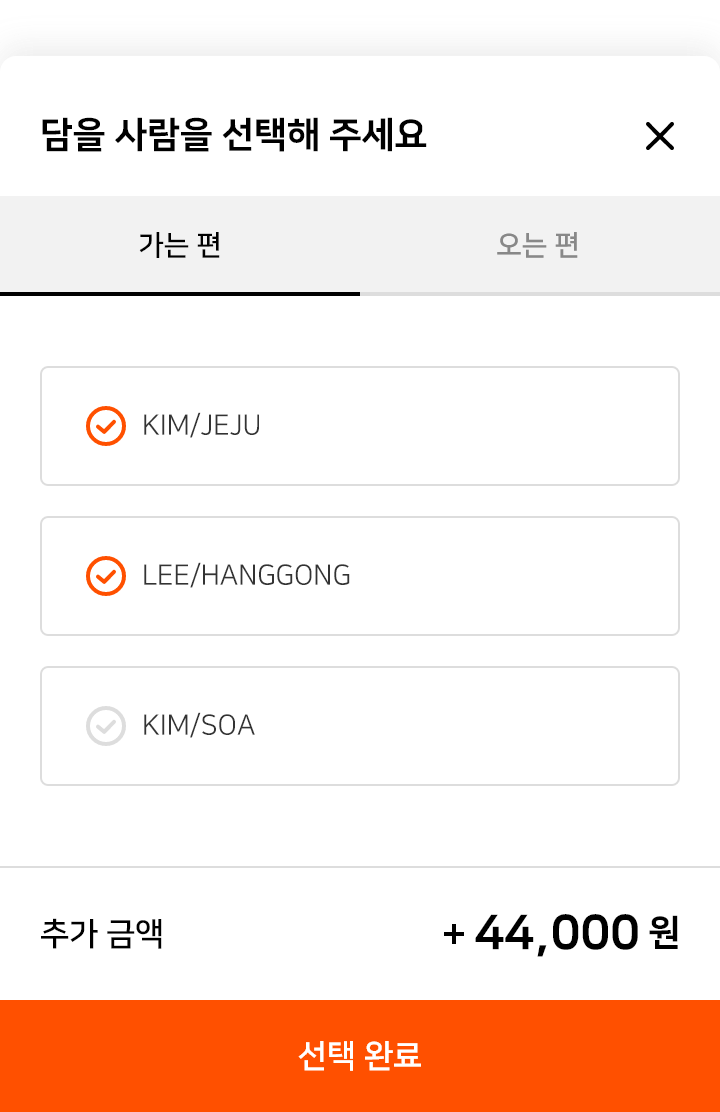 담을 사람을 선택해 주세요
가는 편
오는 편
KIM/JEJU
LEE/HANGGONG
KIM/SOA
추가 금액
+ 44,000 원
선택 완료